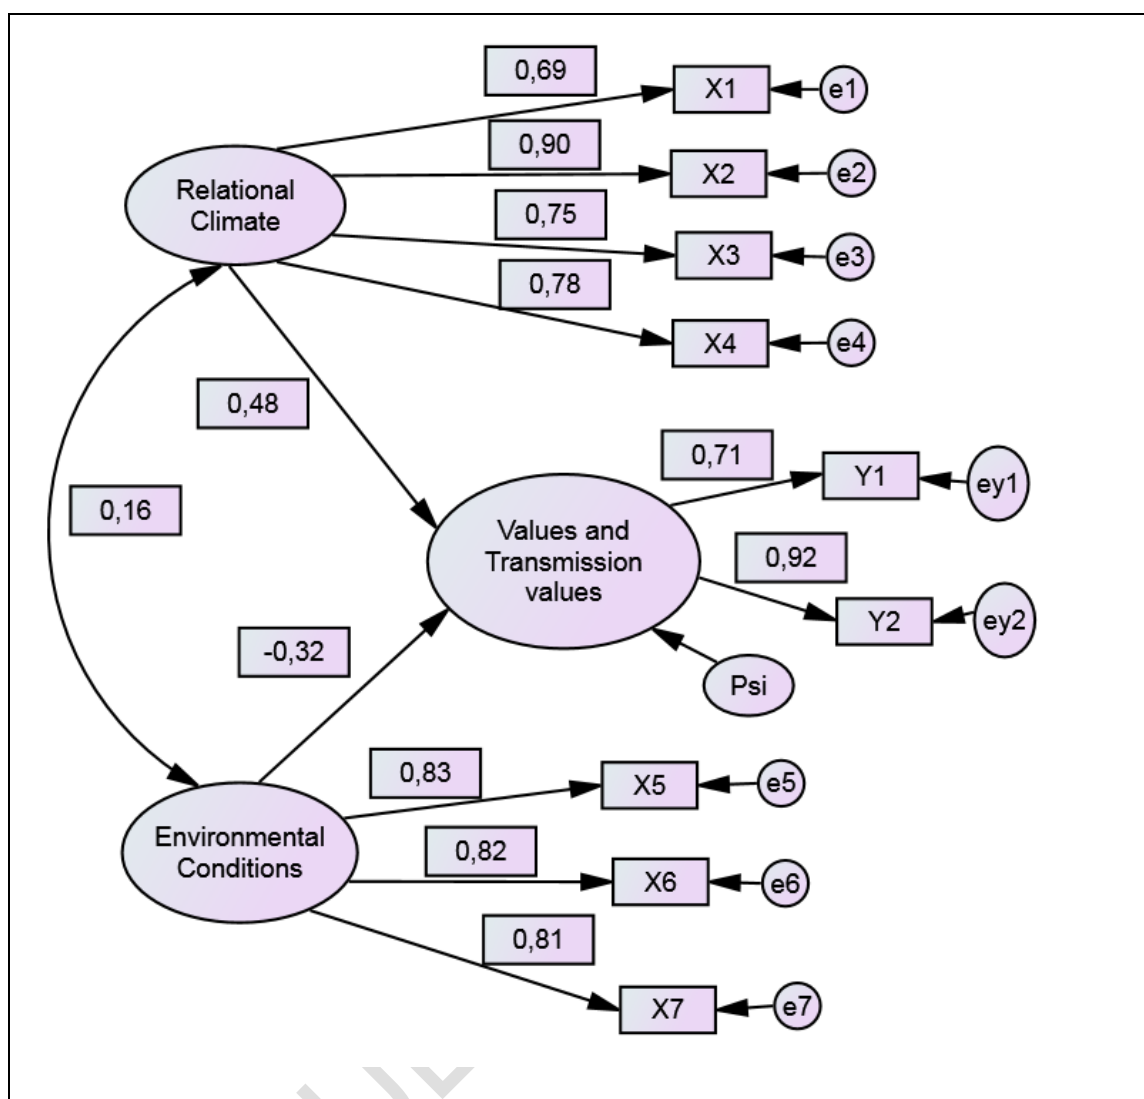 0,69
X1
e1
0,90
X2
e2
Relational
Climate
0,75
X3
e3
0,78
X4
e4
0,48
0,71
Y1
ey1
0,16
Values and
Transmission
values
0,92
Y2
ey2
-0,32
Psi
0,83
X5
e5
Environmental
Conditions
0,82
X6
e6
0,81
X7
e7